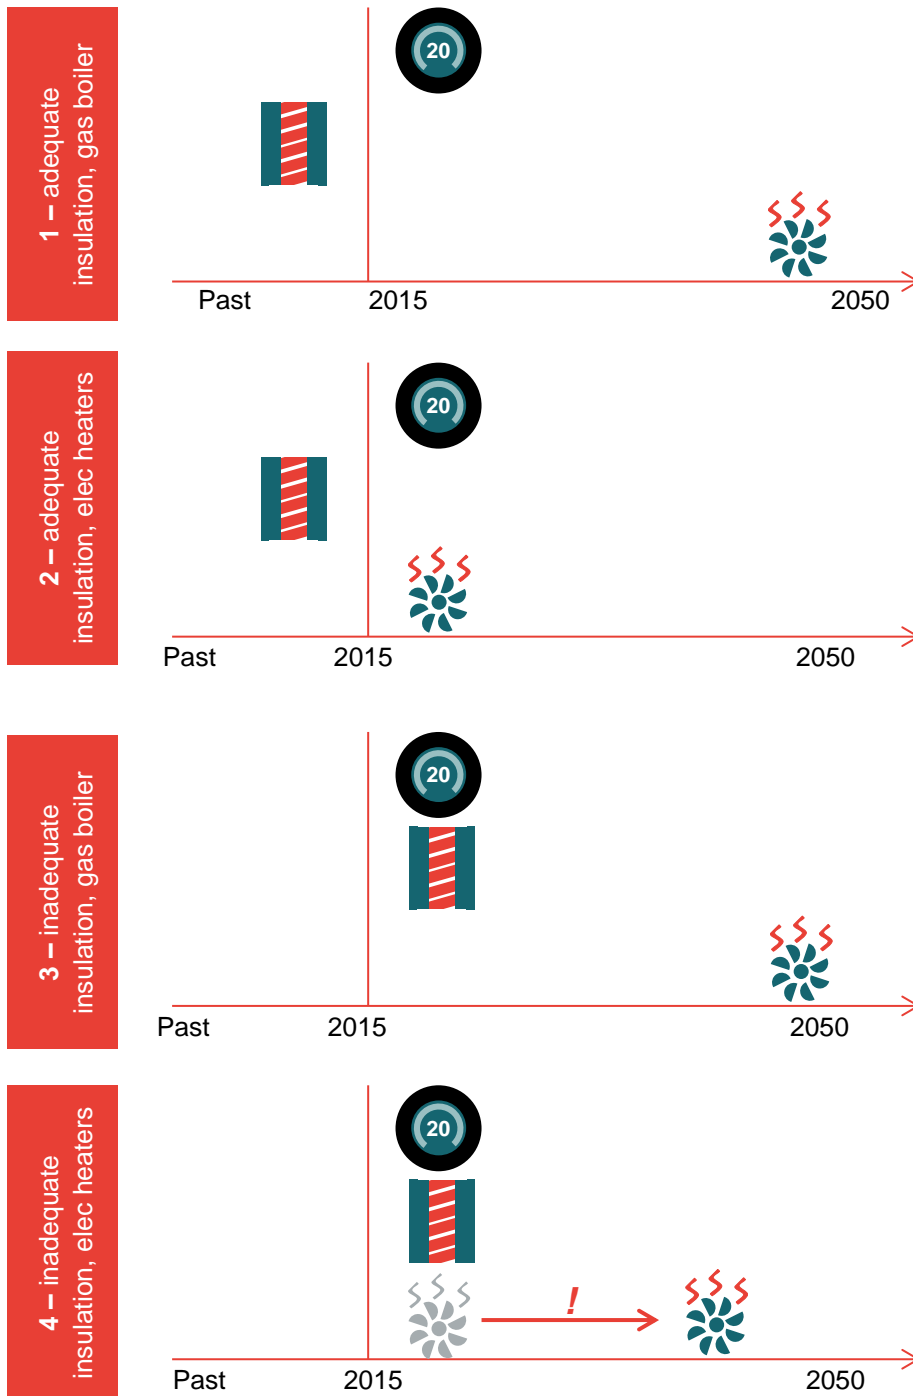 1 – adequate
insulation, gas boiler
20
Past 2015 2050
2 – adequate
insulation, elec heaters
20
Past 2015 2050
3 – inadequate
insulation, gas boiler
20
Past 2015 2050
4 – inadequate
insulation, elec heaters
20
!
Past 2015 2050